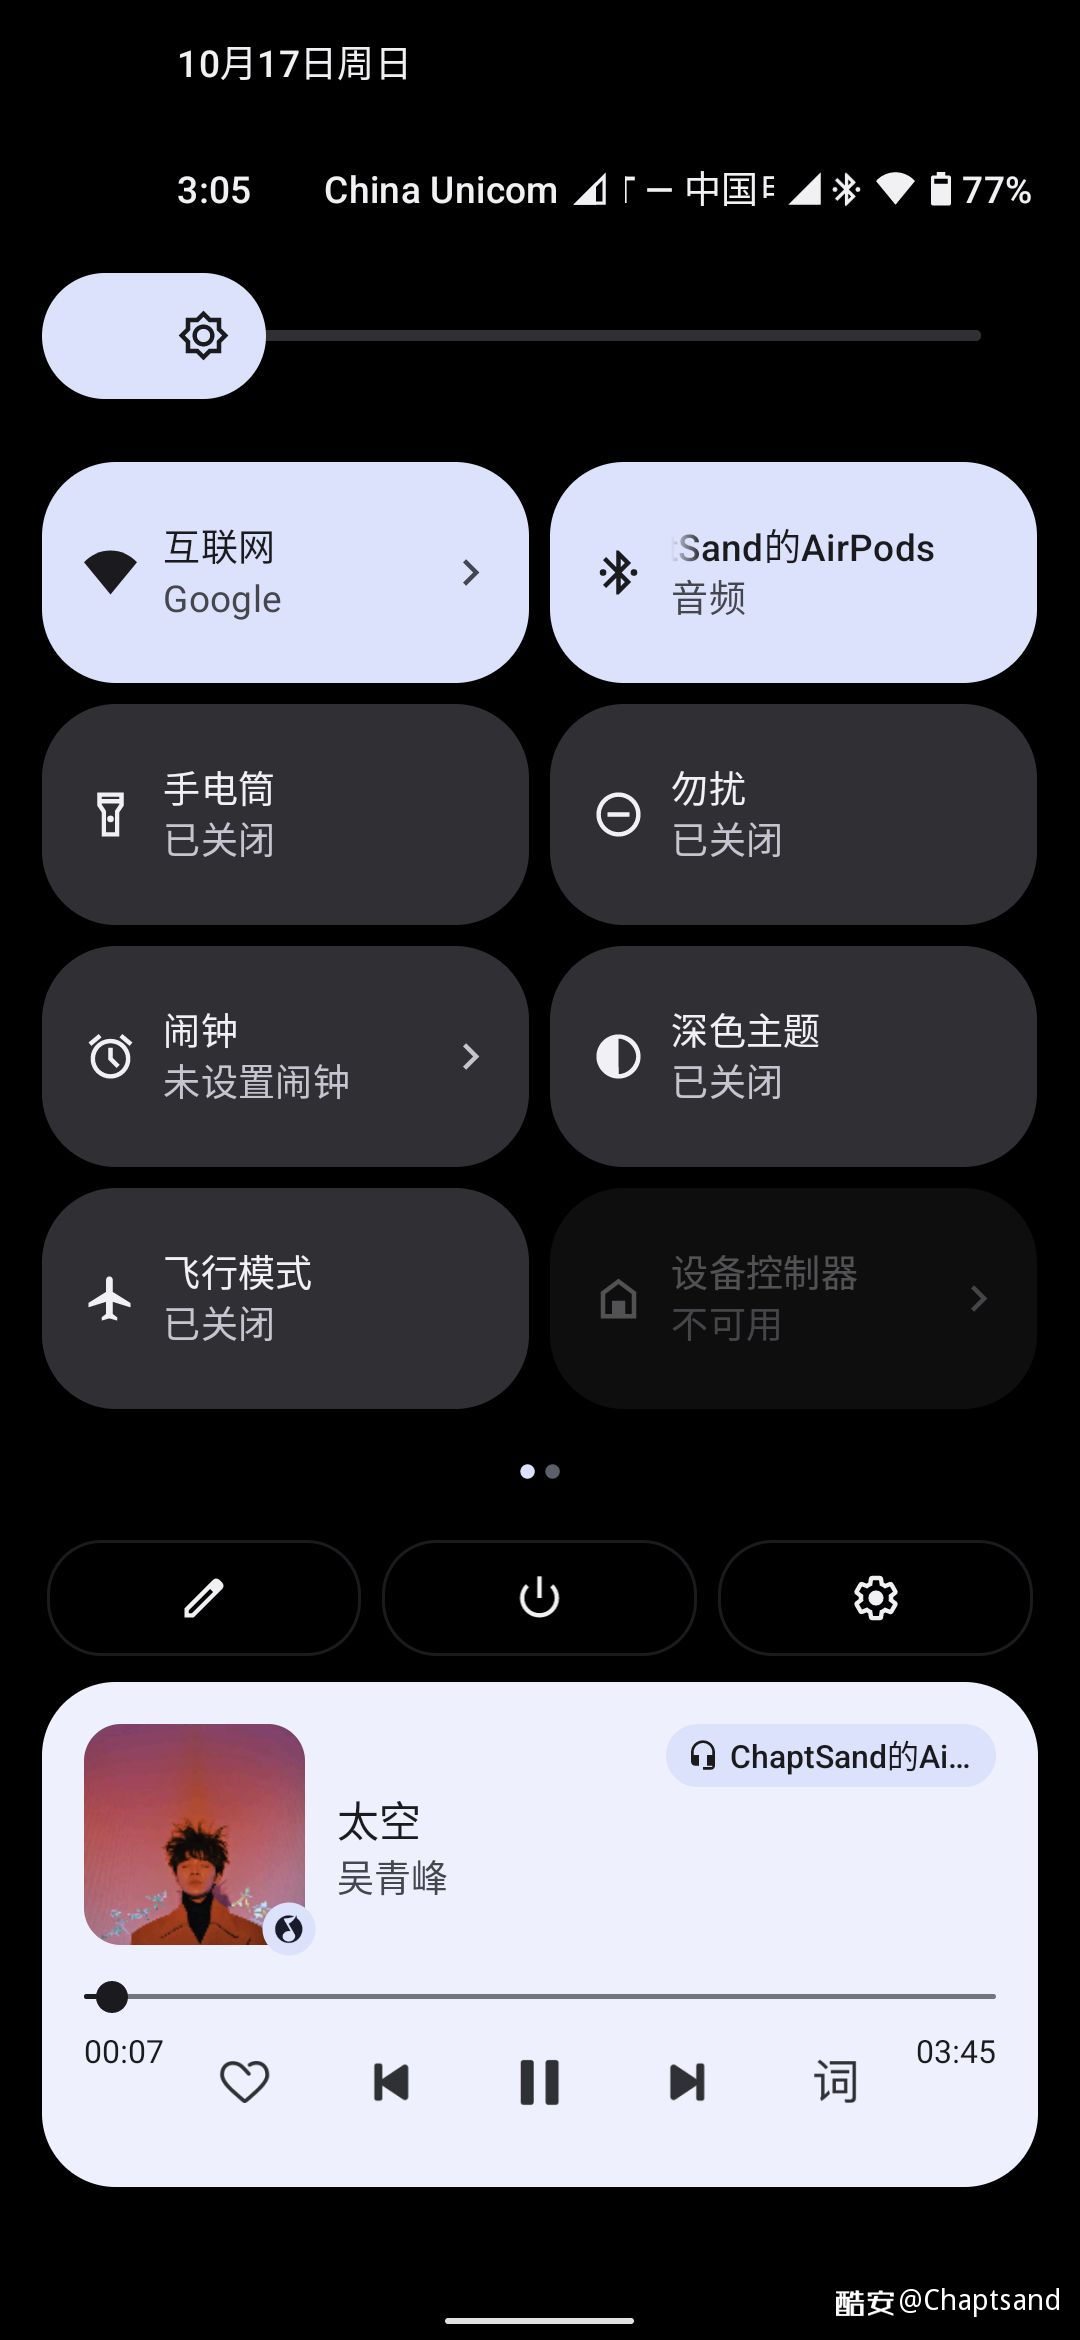 10月17日周日
3:05 China Unicom — 中国 77%
互联网
Google
Sand的AirPods
音频
手电筒
已关闭
勿扰
已关闭
闹钟
未设置闹钟
深色主题
已关闭
飞行模式
已关闭
设备控制器
不可用
ChaptSand的Ai...
太空
吴青峰
00:07
03:45
词
酷安 @Chaptsand